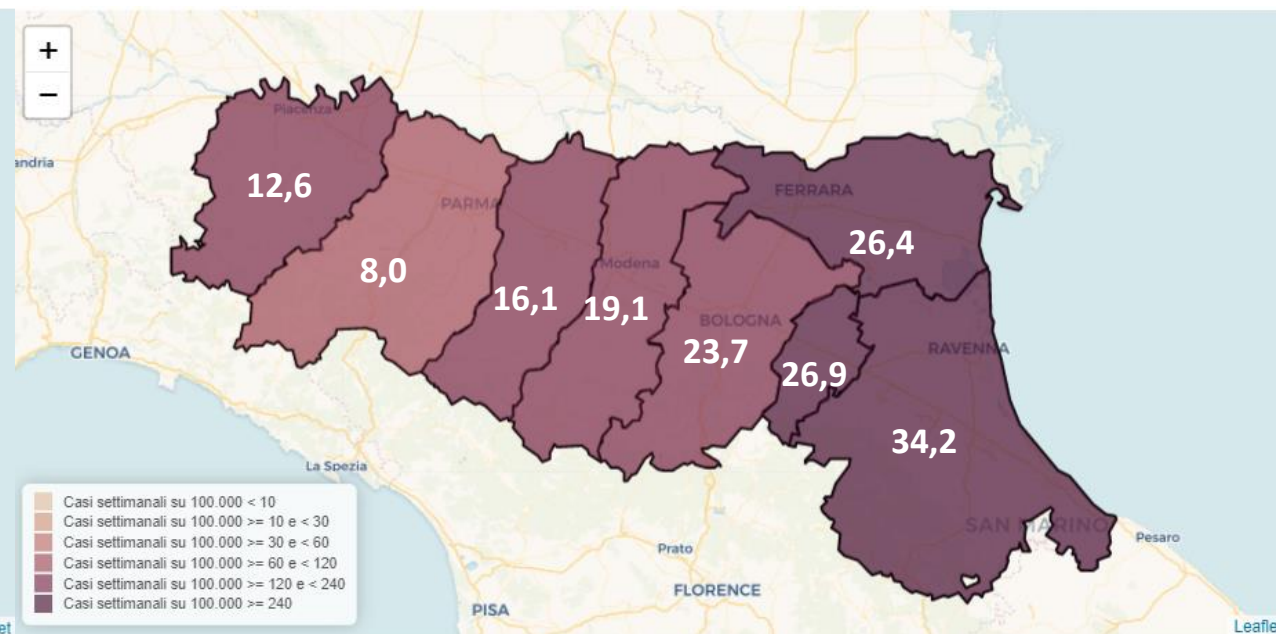 +
−
Piacenza
andria
12,6
PARMA
FERRARA
8,0
Modena
26,4
16,1
19,1
BOLOGNA
GENOA
23,7
26,9
RAVENNA
34,2
La Spezia
Casi settimanali su 100.000 < 10
Casi settimanali su 100.000 >= 10 e < 30
Casi settimanali su 100.000 >= 30 e < 60
Casi settimanali su 100.000 >= 60 e < 120
Casi settimanali su 100.000 >= 120 e < 240
Casi settimanali su 100.000 >= 240
SAN MARINO
Pesaro
Prato
FLORENCE
PISA
et
Leafle